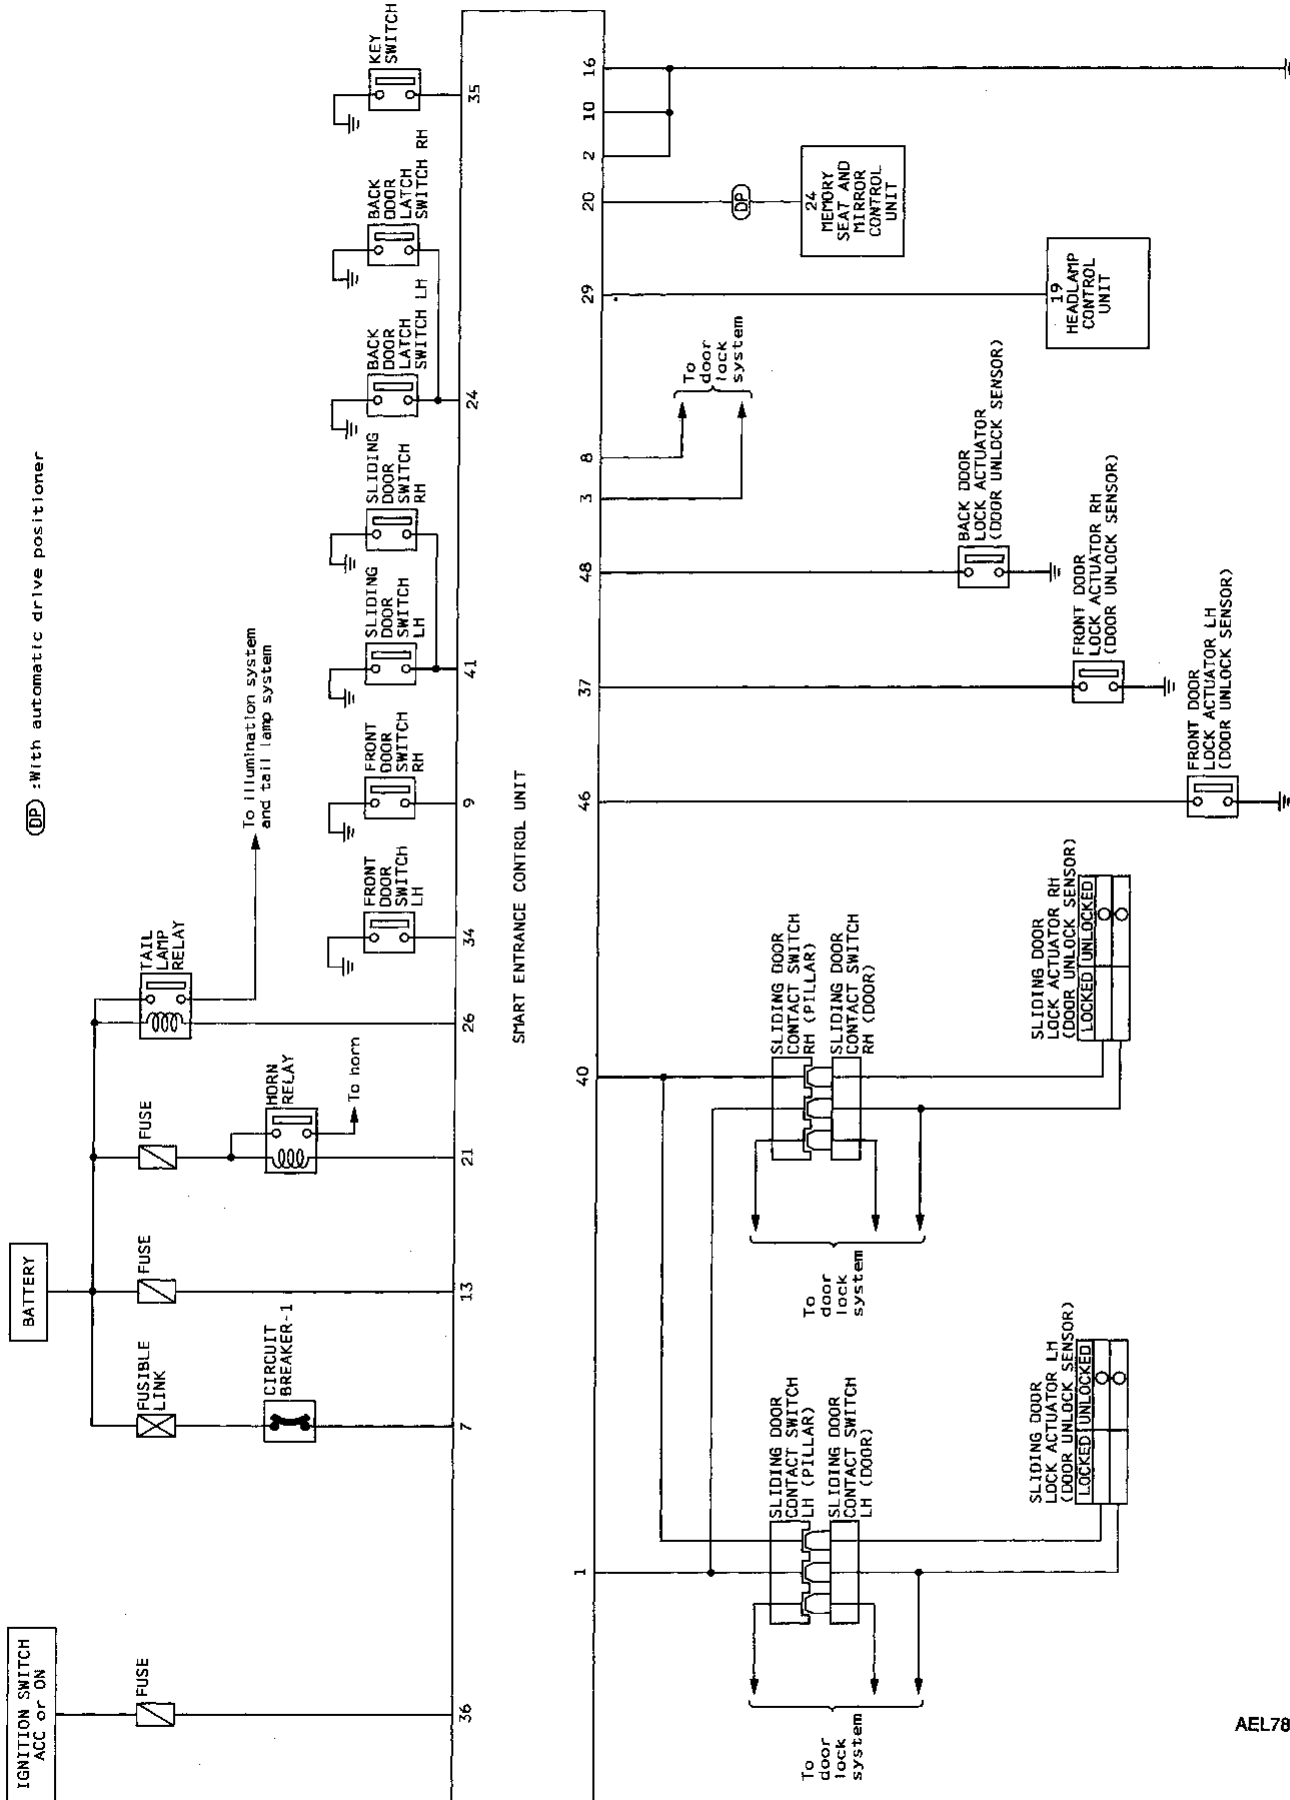 (DP) :With automatic drive positioner
IGNITION SWITCH
ACC or ON
BATTERY
FUSE
FUSIBLE
LINK
FUSE
FUSE
TAIL
LAMP
RELAY
CIRCUIT
BREAKER-1
HORN
RELAY
To horn
To illumination system
and tail lamp system
FRONT
DOOR
SWITCH
LH
FRONT
DOOR
SWITCH
RH
SLIDING
DOOR
SWITCH
LH
SLIDING
DOOR
SWITCH
RH
BACK
DOOR
LATCH
SWITCH LH
BACK
DOOR
LATCH
SWITCH RH
KEY
SWITCH
36
7
13
21
26
34
9
41
24
35
SMART ENTRANCE CONTROL UNIT
1
40
46
37
48
3
8
29
20
2
10
16
To
door
lock
system
DP
24
MEMORY
SEAT AND
MIRROR
CONTROL
UNIT
19
HEADLAMP
CONTROL
UNIT
SLIDING DOOR
CONTACT SWITCH
LH (PILLAR)
SLIDING DOOR
CONTACT SWITCH
LH (DOOR)
SLIDING DOOR
CONTACT SWITCH
RH (PILLAR)
SLIDING DOOR
CONTACT SWITCH
RH (DOOR)
To
door
lock
system
To
door
lock
system
BACK DOOR
LOCK ACTUATOR
(DOOR UNLOCK SENSOR)
FRONT DOOR
LOCK ACTUATOR RH
(DOOR UNLOCK SENSOR)
FRONT DOOR
LOCK ACTUATOR LH
(DOOR UNLOCK SENSOR)
SLIDING DOOR
LOCK ACTUATOR LH
(DOOR UNLOCK SENSOR)
LOCKED UNLOCKED
SLIDING DOOR
LOCK ACTUATOR RH
(DOOR UNLOCK SENSOR)
LOCKED UNLOCKED
AEL78